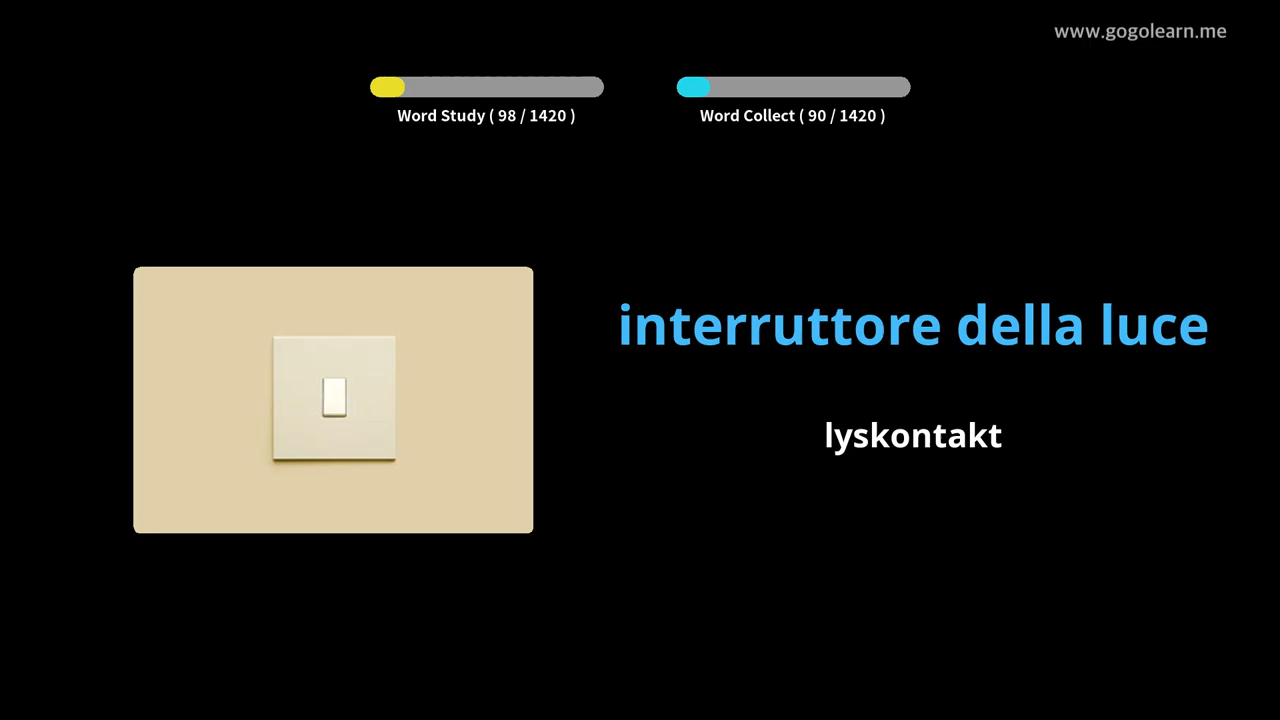 www.gogolearn.me
Word Study ( 98 / 1420 )
Word Collect ( 90 / 1420 )
interruttore della luce
lyskontakt